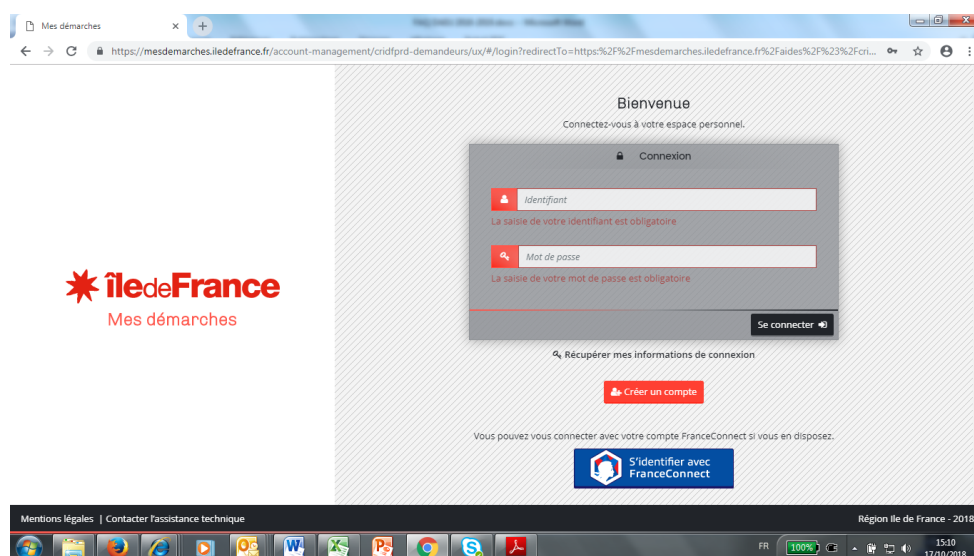 Mes démarches
https://mesdemarches.iledefrance.fr/account-management/cridfprd-demandeurs/ux/#/login?redirectTo=https:%2F%2Fmesdemarches.iledefrance.fr%2Faides%2F%23%2Fcri...
Bienvenue
Connectez-vous à votre espace personnel.
Connexion
Identifiant
La saisie de votre identifiant est obligatoire
Mot de passe
La saisie de votre mot de passe est obligatoire
Se connecter
îledeFrance
Mes démarches
Récupérer mes informations de connexion
Créer un compte
Vous pouvez vous connecter avec votre compte FranceConnect si vous en disposez.
S'identifier avec
FranceConnect
Mentions légales | Contacter l'assistance technique
Région Ile de France - 2018
FR
100%
15:10
17/10/2018